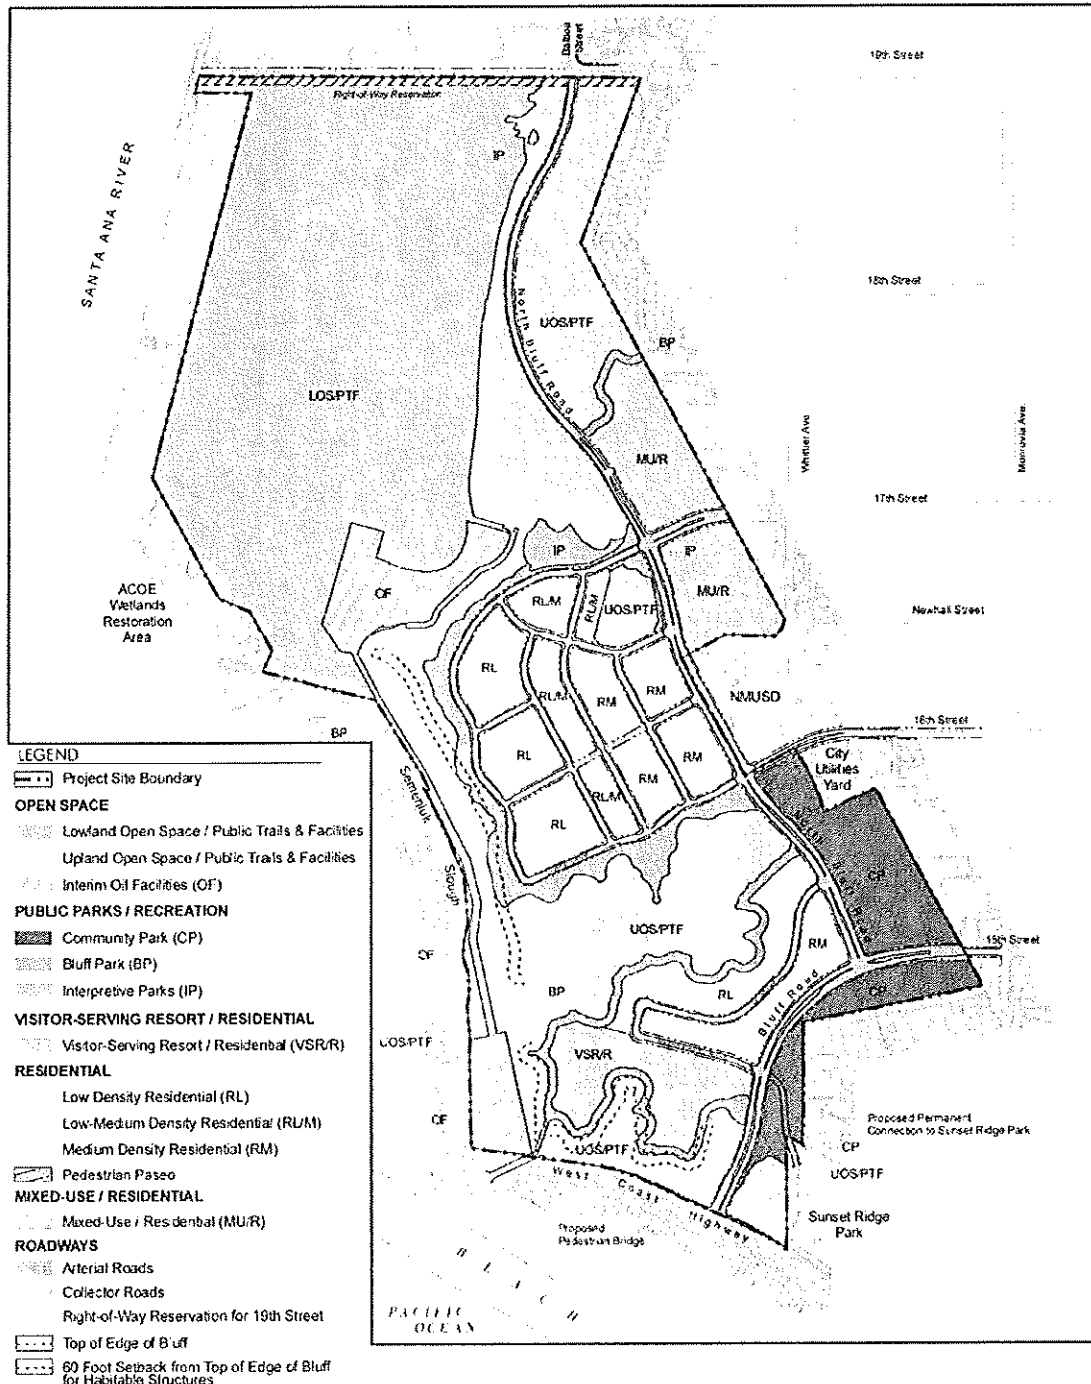 Balboa
Street
19th Street
Right-of-Way Reservation
IP
SANTA ANA RIVER
18th Street
North Bluff Road
UOS/PTF
BP
LOS/PTF
Whittier Ave
Monrovia Ave.
MU/R
17th Street
IP
IP
OF
ACOE
Wetlands
Restoration
Area
RL/M
RL/M
UOS/PTF
MU/R
Newhall Street
RL
RL/M
RM
RM
NMUSD
16th Street
BP
RL
RM
RM
City
Utilities
Yard
RL/M
RL
Semeniuk
Slough
CP
UOS/PTF
RM
15th Street
OF
BP
RL
Bluff Road
CP
UOS/PTF
VSR/R
OF
UOS/PTF
Proposed Permanent
Connection to Sunset Ridge Park
CP
UOS/PTF
West Coast Highway
Sunset Ridge
Park
Proposed
Pedestrian Bridge
BEACH
PACIFIC
OCEAN
LEGEND
Project Site Boundary
OPEN SPACE
Lowland Open Space / Public Trails & Facilities
Upland Open Space / Public Trails & Facilities
Interim Oil Facilities (OF)
PUBLIC PARKS / RECREATION
Community Park (CP)
Bluff Park (BP)
Interpretive Parks (IP)
VISITOR-SERVING RESORT / RESIDENTIAL
Visitor-Serving Resort / Residential (VSR/R)
RESIDENTIAL
Low Density Residential (RL)
Low-Medium Density Residential (RL/M)
Medium Density Residential (RM)
Pedestrian Paseo
MIXED-USE / RESIDENTIAL
Mixed-Use / Residential (MU/R)
ROADWAYS
Arterial Roads
Collector Roads
Right-of-Way Reservation for 19th Street
Top of Edge of Bluff
60 Foot Setback from Top of Edge of Bluff
for Habitable Structures